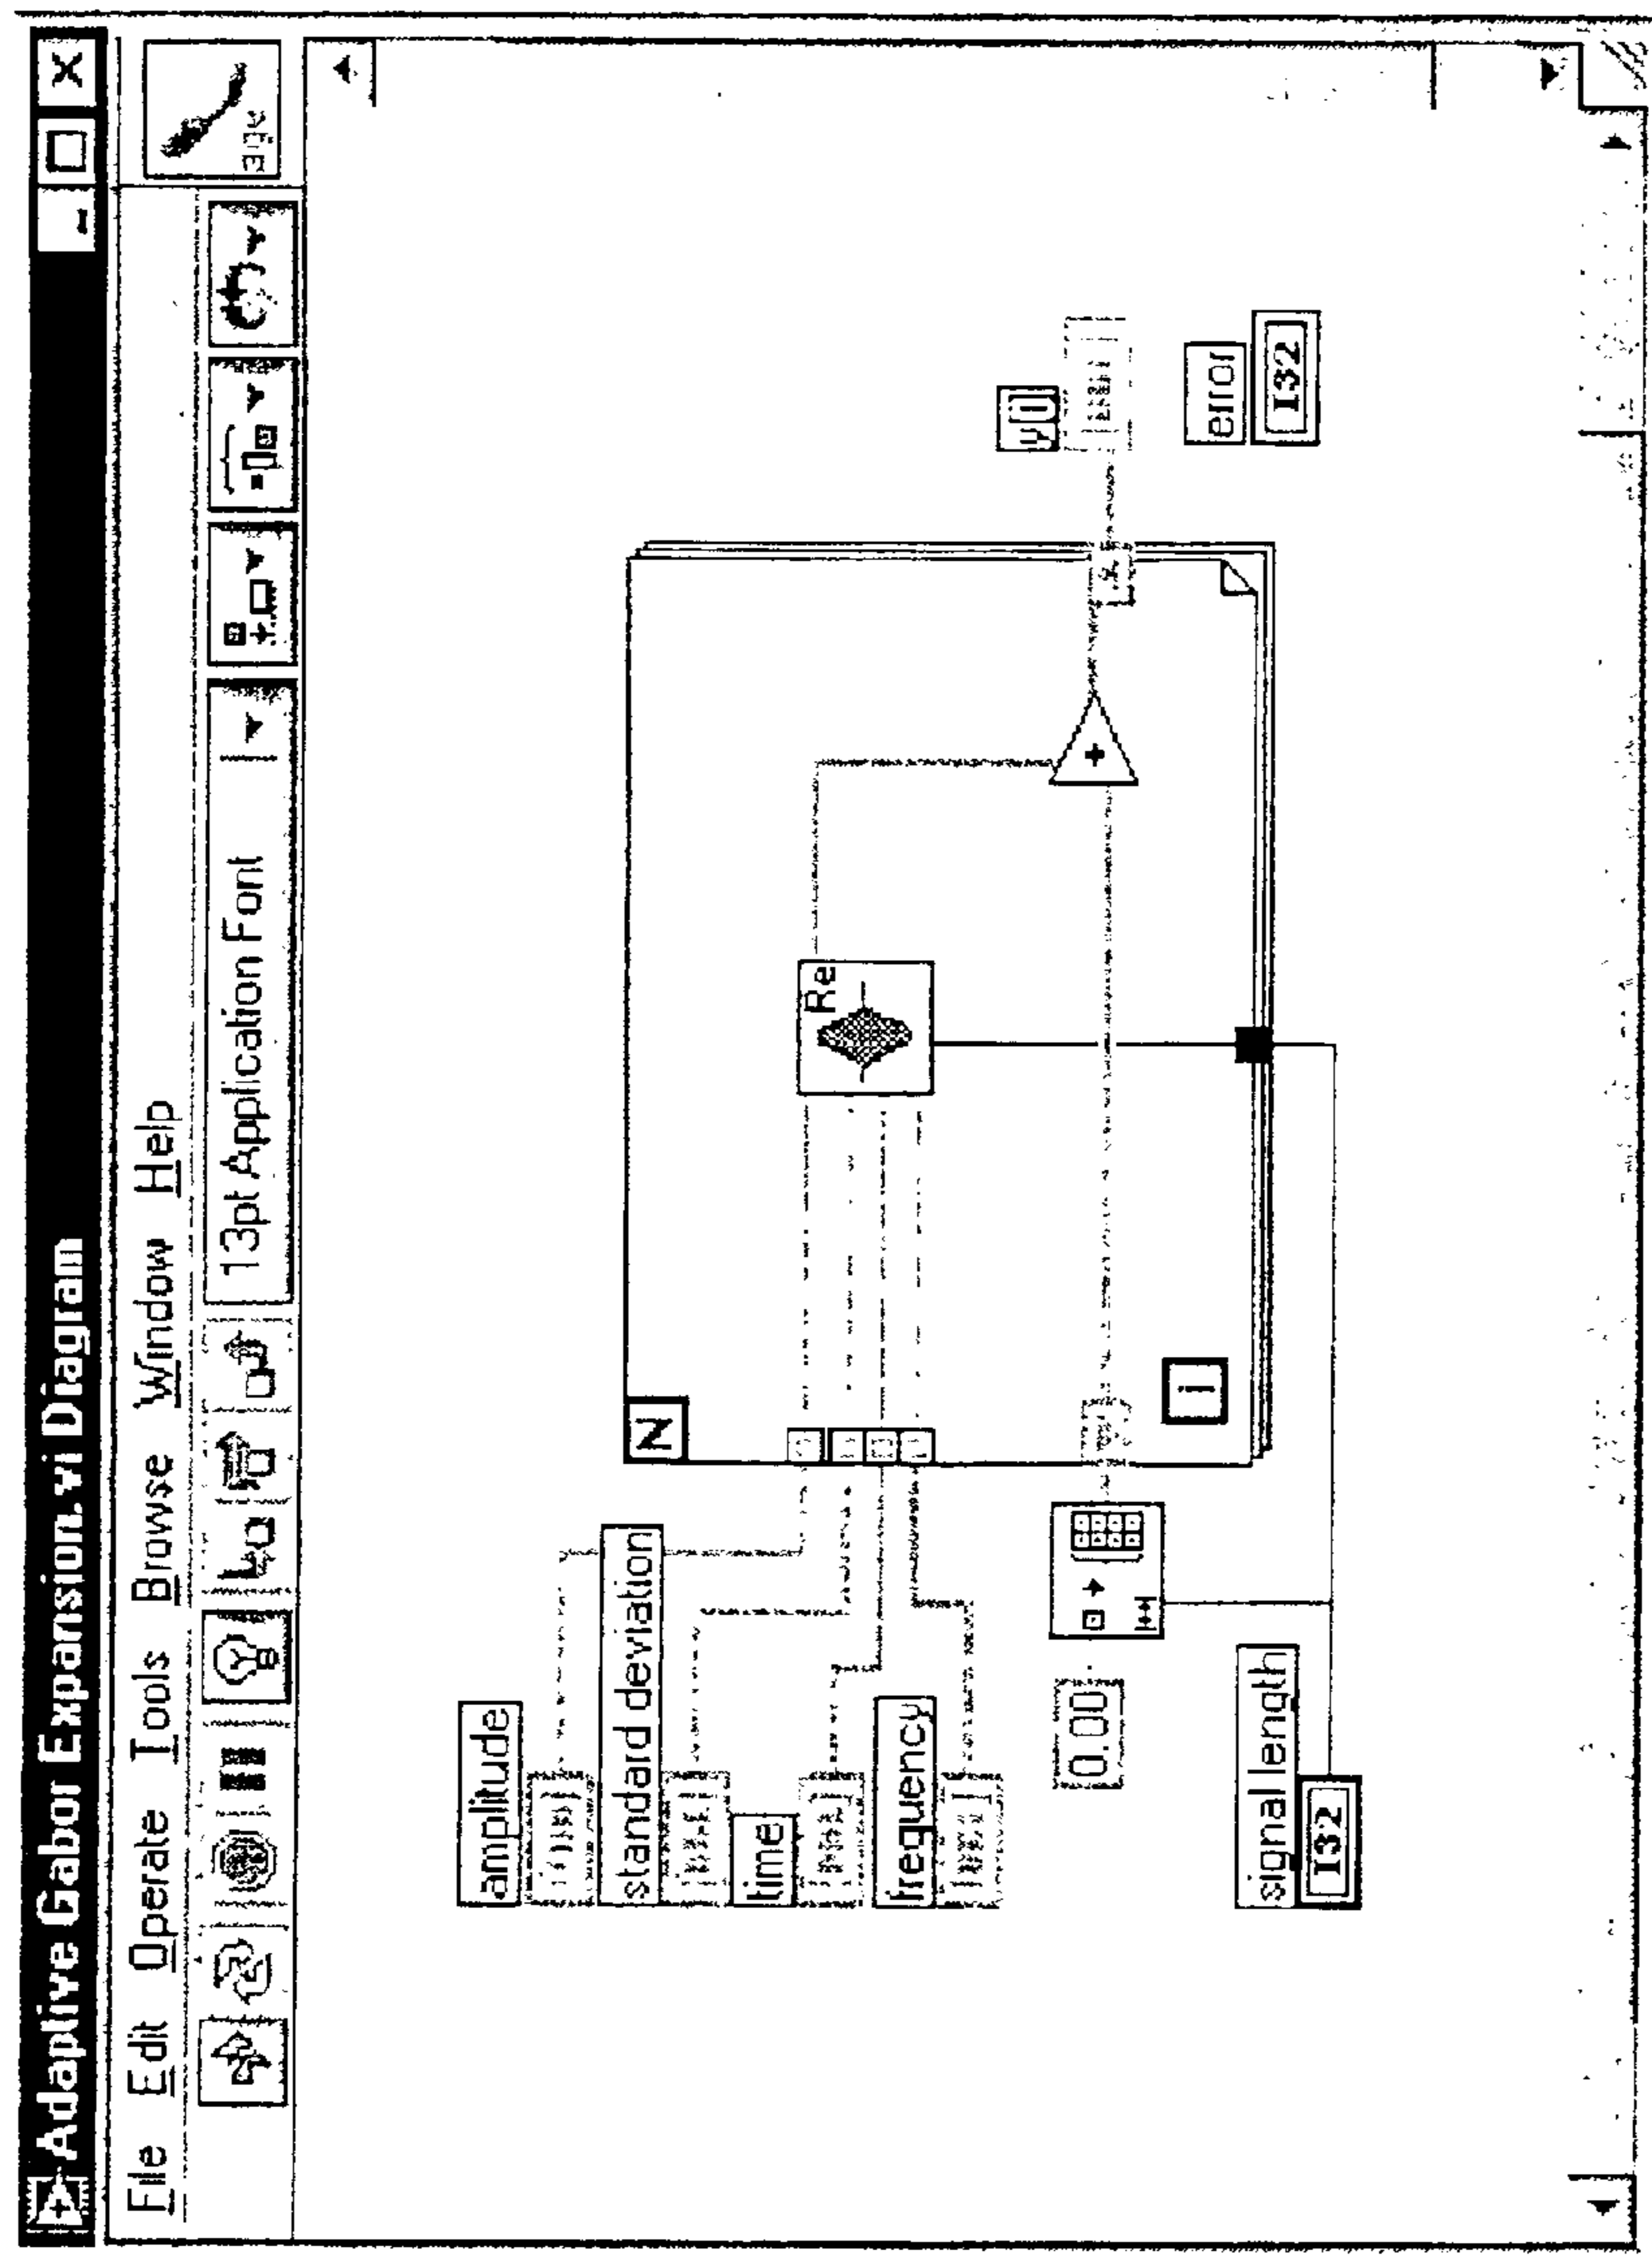 Adaptive Gabor Expansion.vi Diagram
File Edit Operate Tools Browse Window Help
13pt Application Font
age
amplitude
standard deviation
time
frequency
0.00
signal length
I32
N
i
Re
+
y[i]
error
I32